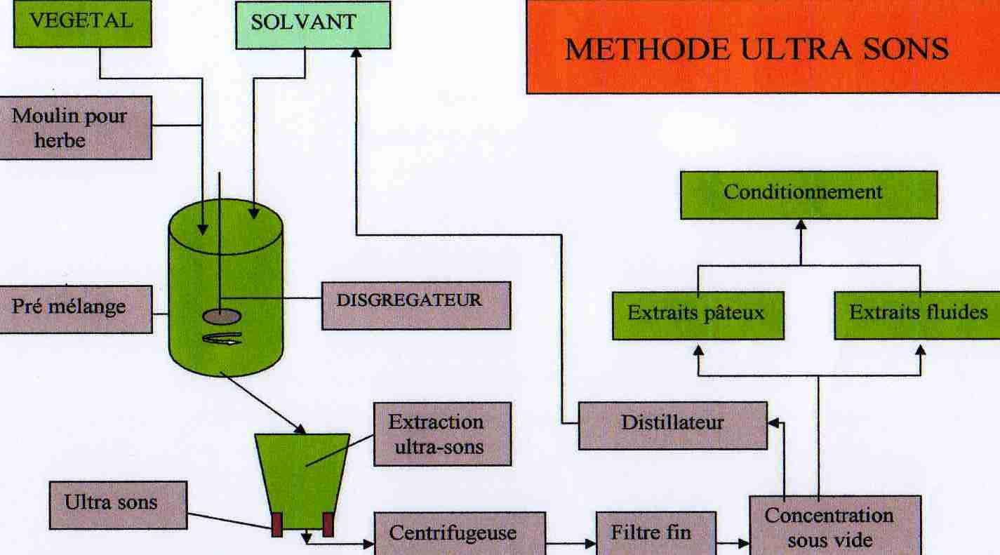 VEGETAL
SOLVANT
METHODE ULTRA SONS
Moulin pour
herbe
Conditionnement
Pré mélange
DISGREGATEUR
Extraits pâteux
Extraits fluides
Extraction
ultra-sons
Distillateur
Ultra sons
Centrifugeuse
Filtre fin
Concentration
sous vide